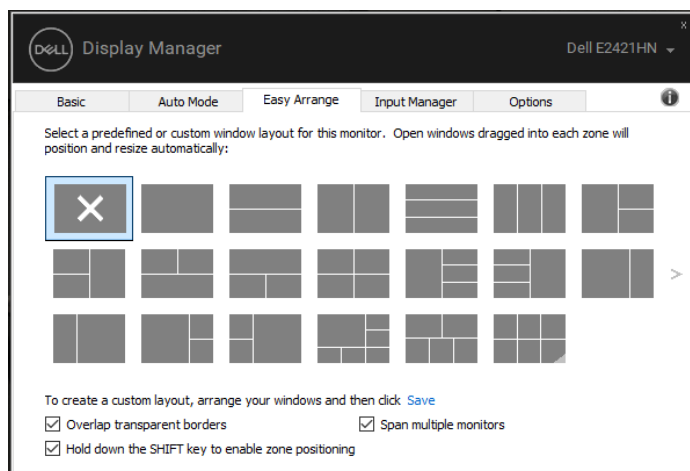 DELL Display Manager
Dell E2421HN
Basic Auto Mode Easy Arrange Input Manager Options
Select a predefined or custom window layout for this monitor. Open windows dragged into each zone will
position and resize automatically:
To create a custom layout, arrange your windows and then click Save
Overlap transparent borders
Span multiple monitors
Hold down the SHIFT key to enable zone positioning